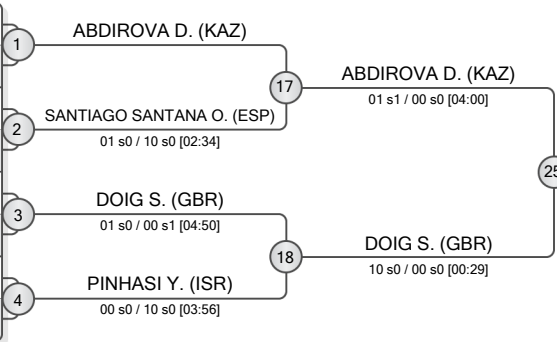 1
ABDIROVA D. (KAZ)
17
ABDIROVA D. (KAZ)
01 s1 / 00 s0 [04:00]
2
SANTIAGO SANTANA O. (ESP)
01 s0 / 10 s0 [02:34]
25
3
DOIG S. (GBR)
01 s0 / 00 s1 [04:50]
18
DOIG S. (GBR)
10 s0 / 00 s0 [00:29]
4
PINHASI Y. (ISR)
00 s0 / 10 s0 [03:56]